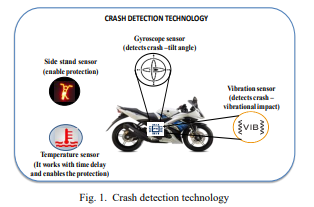 CRASH DETECTION TECHNOLOGY
Gyroscope sensor
(detects crash –tilt angle)
Side stand sensor
(enable protection)
Vibration sensor
(detects crash –
vibrational impact)
VIB
Temperature sensor
(It works with time delay
and enables the protection)
Fig. 1. Crash detection technology